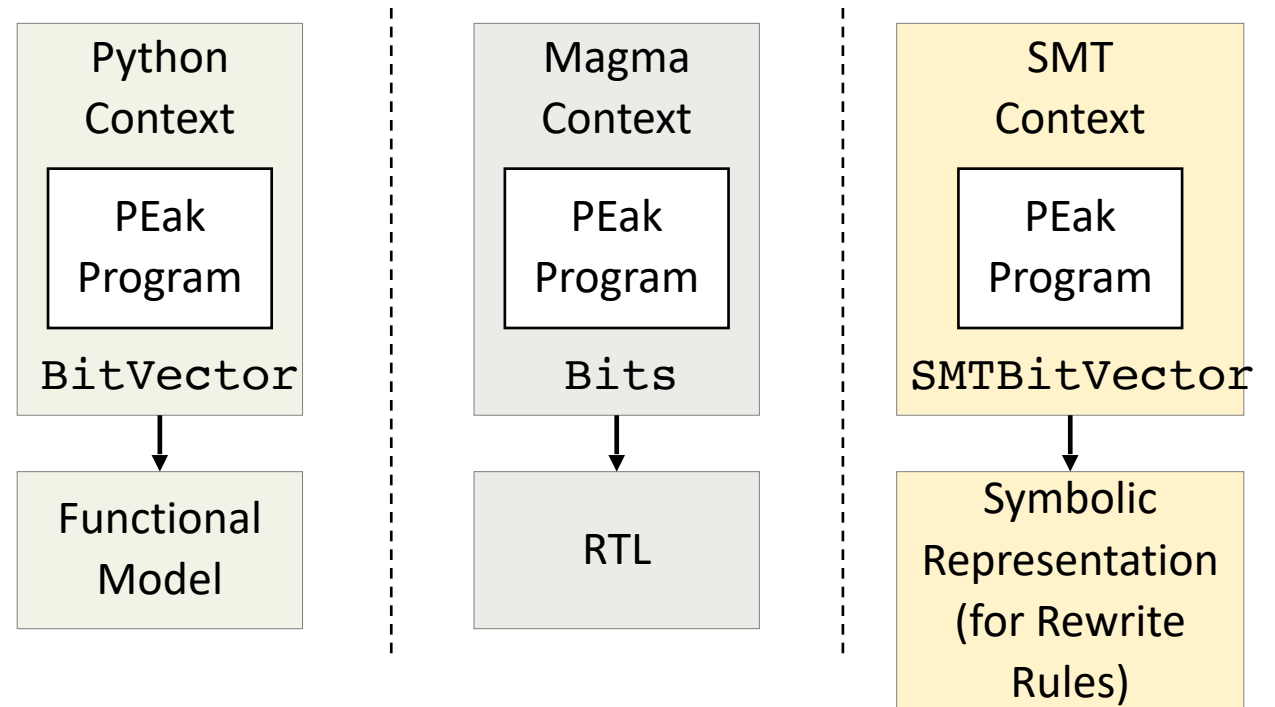 Python
Context
PEak
Program
BitVector
Functional
Model
Magma
Context
PEak
Program
Bits
RTL
SMT
Context
PEak
Program
SMTBitVector
Symbolic
Representation
(for Rewrite
Rules)